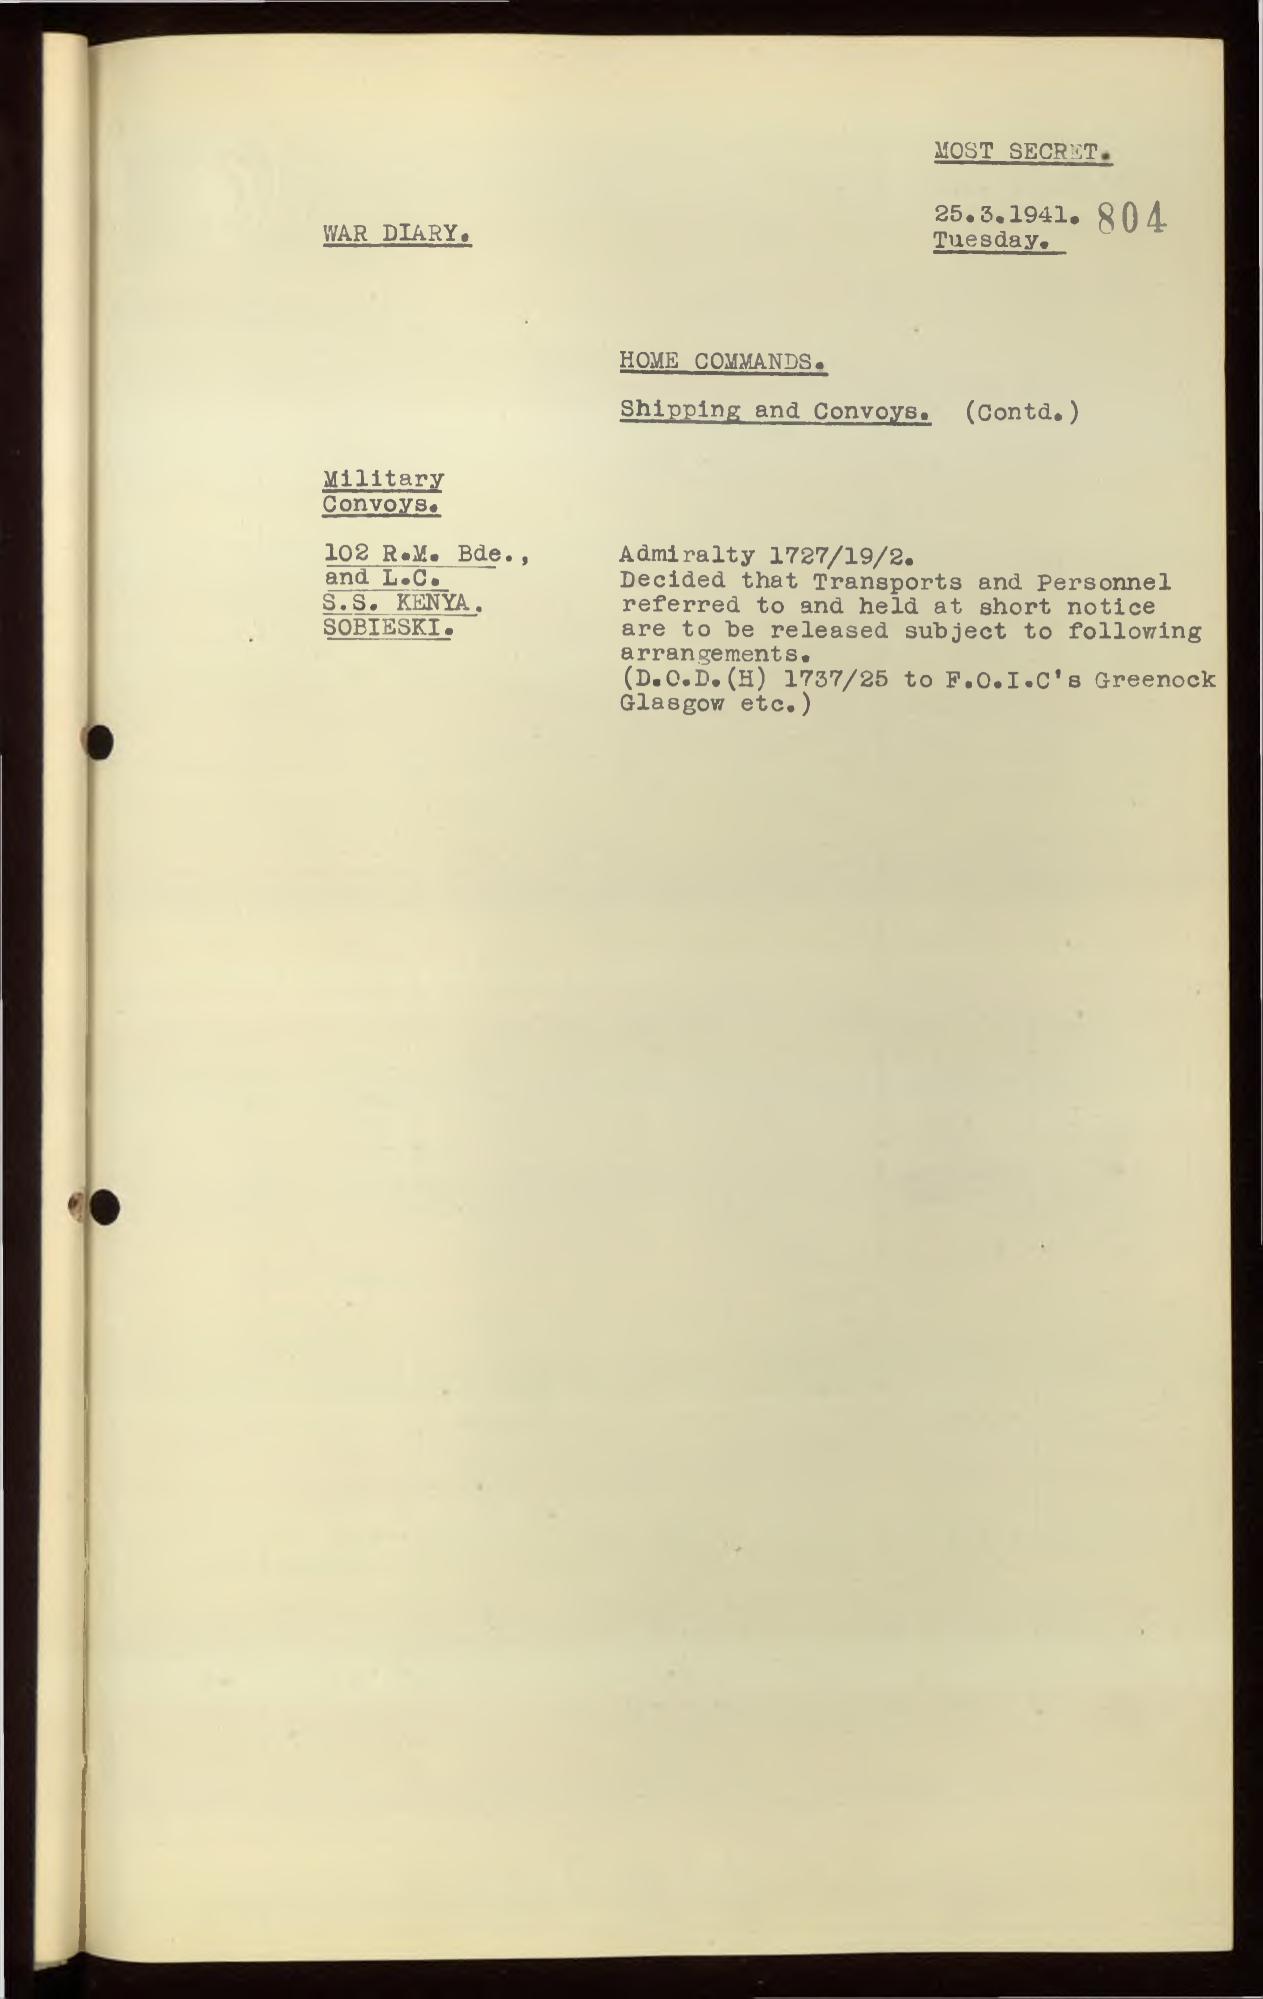 MOST SECRET.
25.3.1941. 804
Tuesday.
WAR DIARY.
HOME COMMANDS.
Shipping and Convoys. (Contd.)
Military
Convoys.
102 R.M. Bde.,
and L.C.
S.S. KENYA.
SOBIESKI.
Admiralty 1727/19/2.
Decided that Transports and Personnel
referred to and held at short notice
are to be released subject to following
arrangements.
(D.O.D.(H) 1737/25 to F.O.I.C's Greenock
Glasgow etc.)